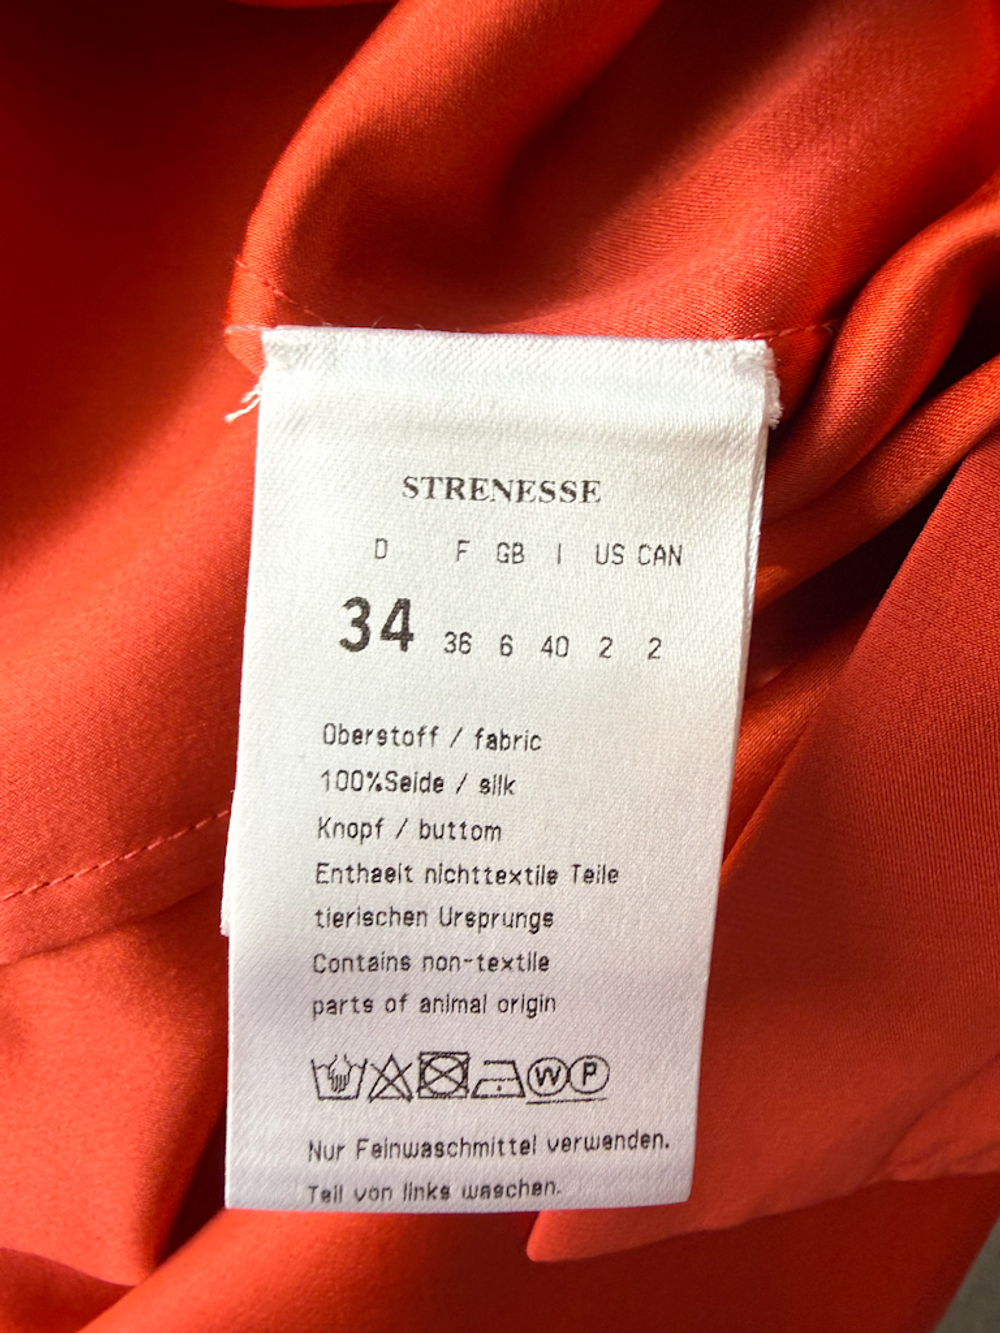 STRENESSE
D F GB I US CAN
34 36 6 40 2 2
Oberstoff / fabric
100%Seide / silk
Knopf / buttom
Enthaelt nichttextile Teile
tierischen Ursprungs
Contains non-textile
parts of animal origin
W P
Nur Feinwaschmittel verwenden.
Teil von links waschen.